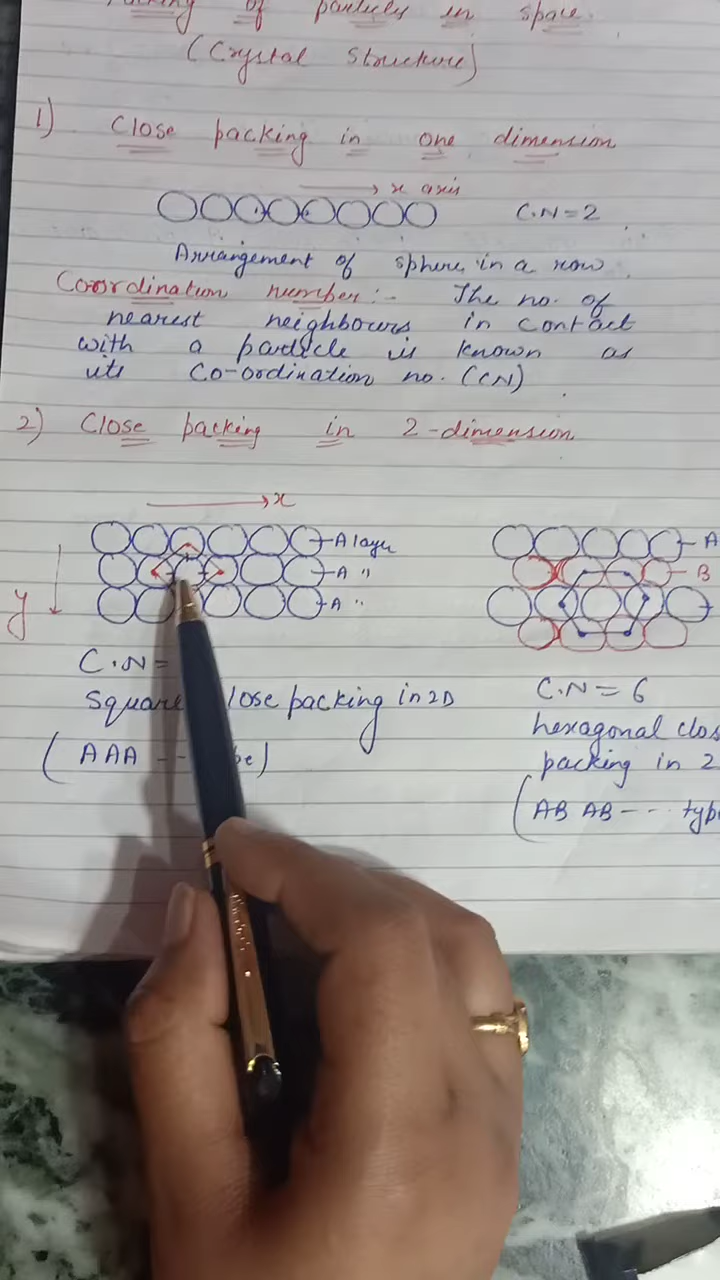 Packing of particles in space.
(Crystal Structure)
1) Close packing in one dimension
→ x axis
C.N=2
Arrangement of sphere in a row.
Coordination number:- The no. of
nearest neighbours in contact
with a particle is known as
its Co-ordination no. (CN).
2) Close packing in 2-dimension
→ x
y
A layer
A "
A "
C.N=
Square lose packing in 2D
(AAA -- be)
A
B
C.N=6
hexagonal clos
packing in 2
(AB AB --- typ